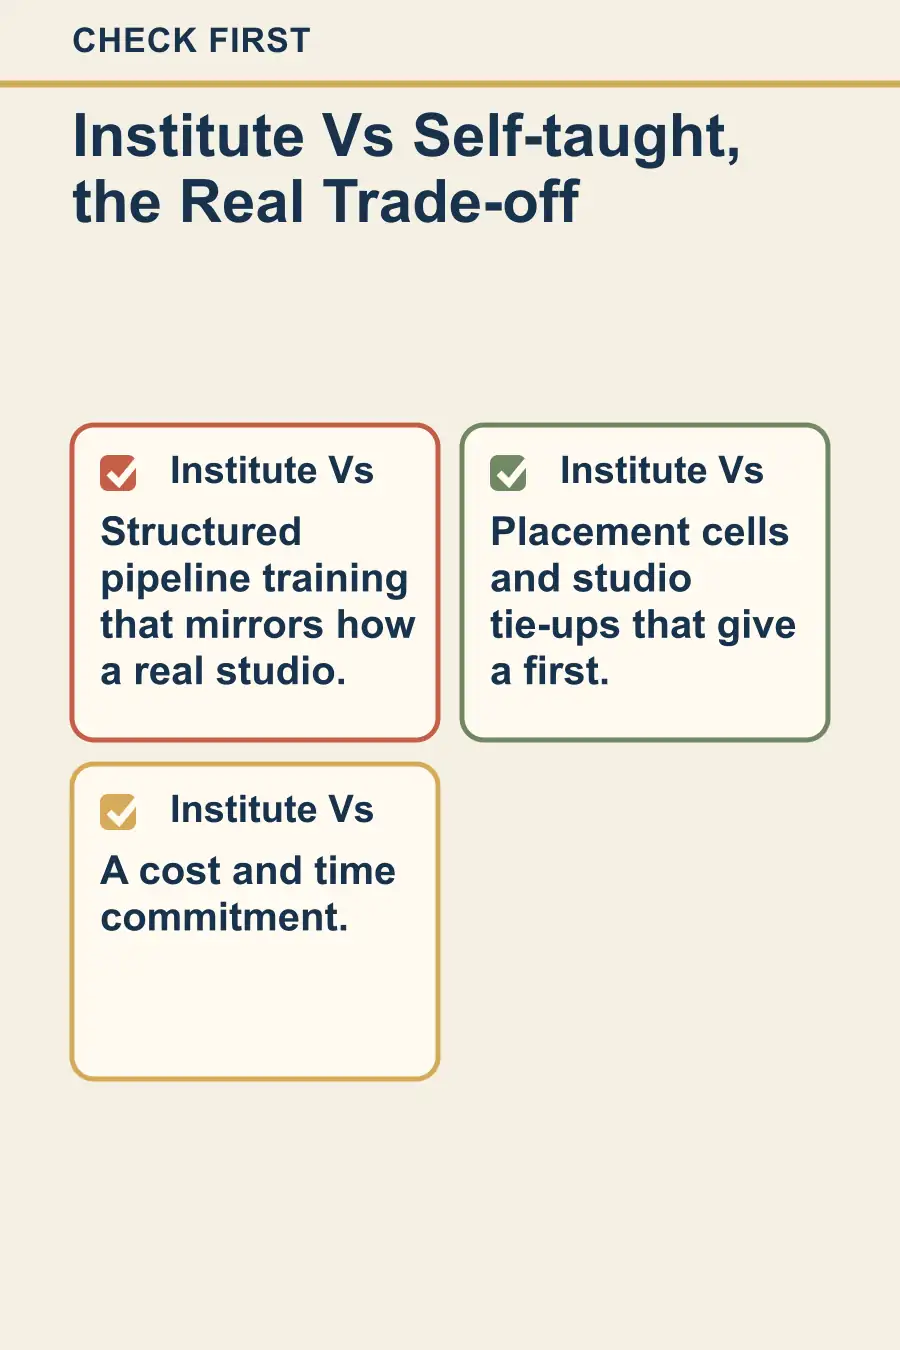 CHECK FIRST
Institute Vs Self-taught,
the Real Trade-off
Institute Vs
Structured
pipeline training
that mirrors how
a real studio.
Institute Vs
Placement cells
and studio
tie-ups that give
a first.
Institute Vs
A cost and time
commitment.